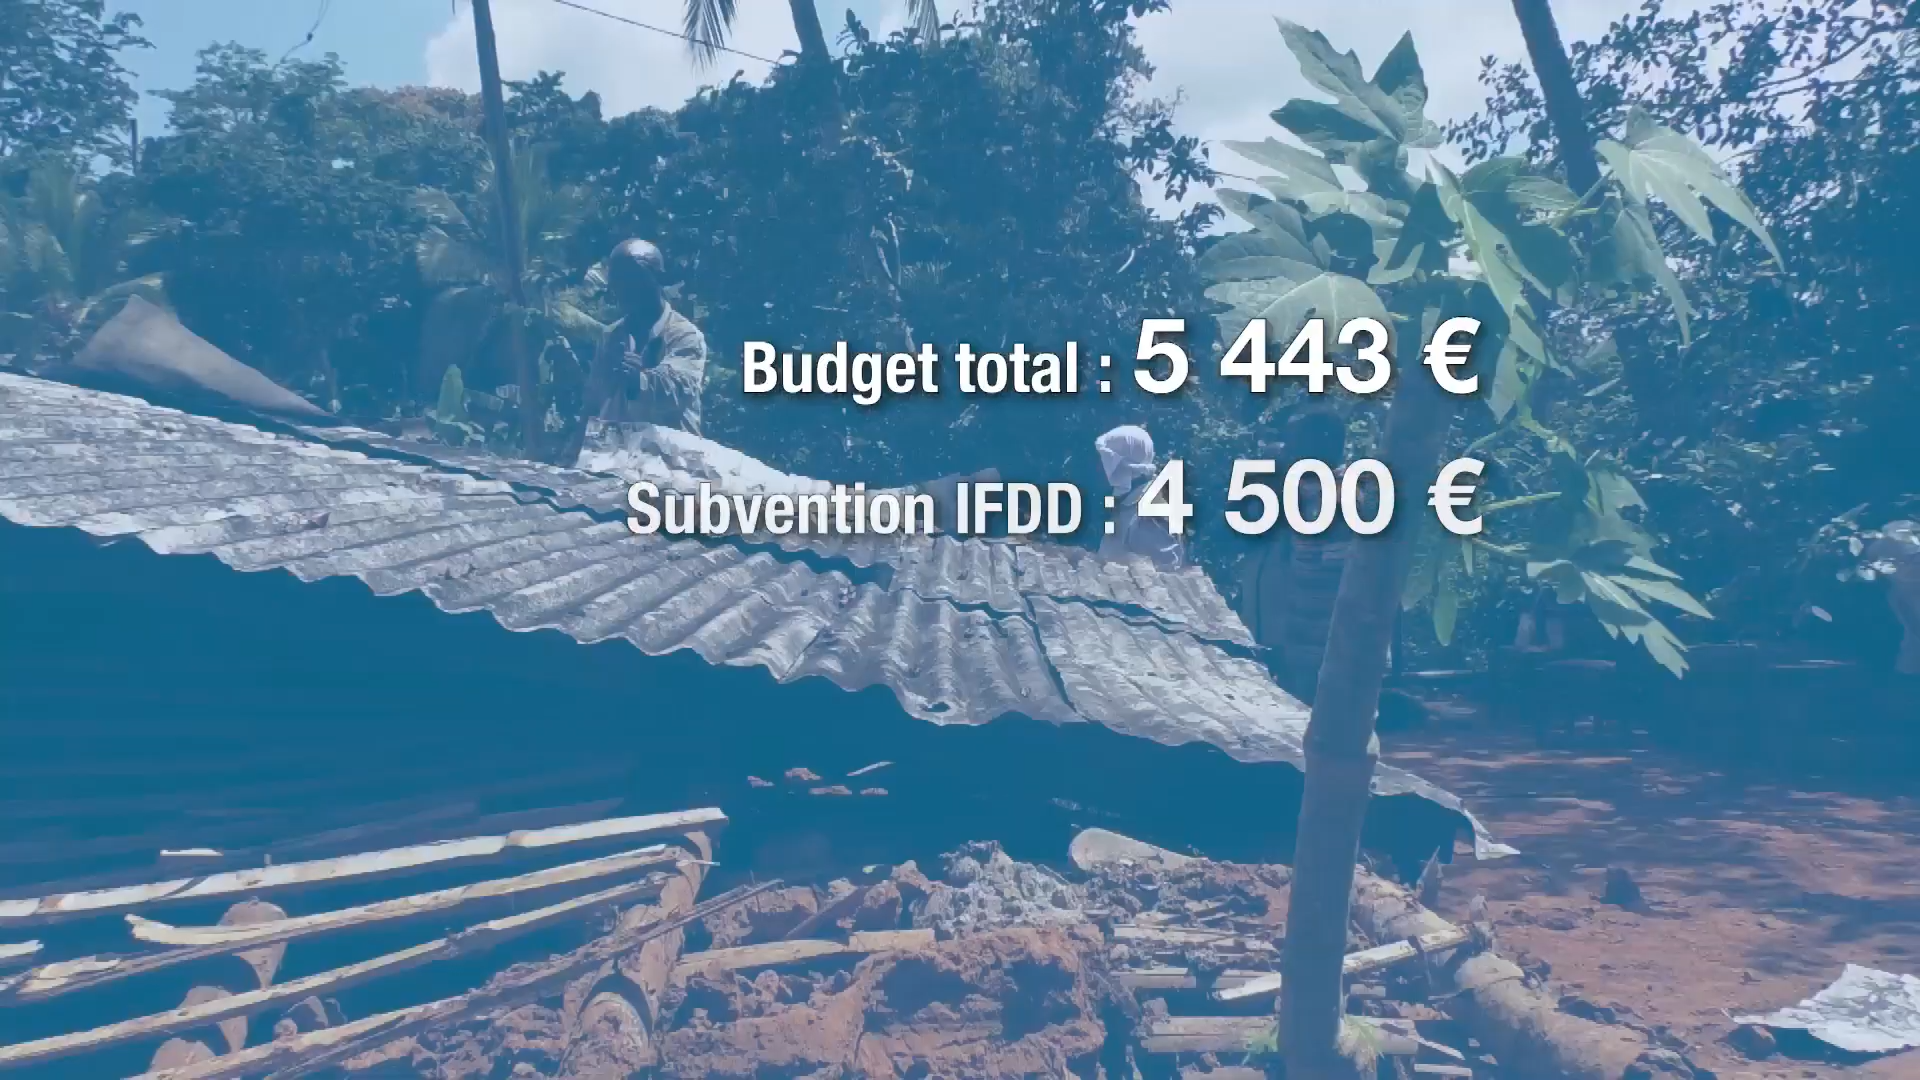 Budget total : 5 443 €
Subvention IFDD : 4 500 €